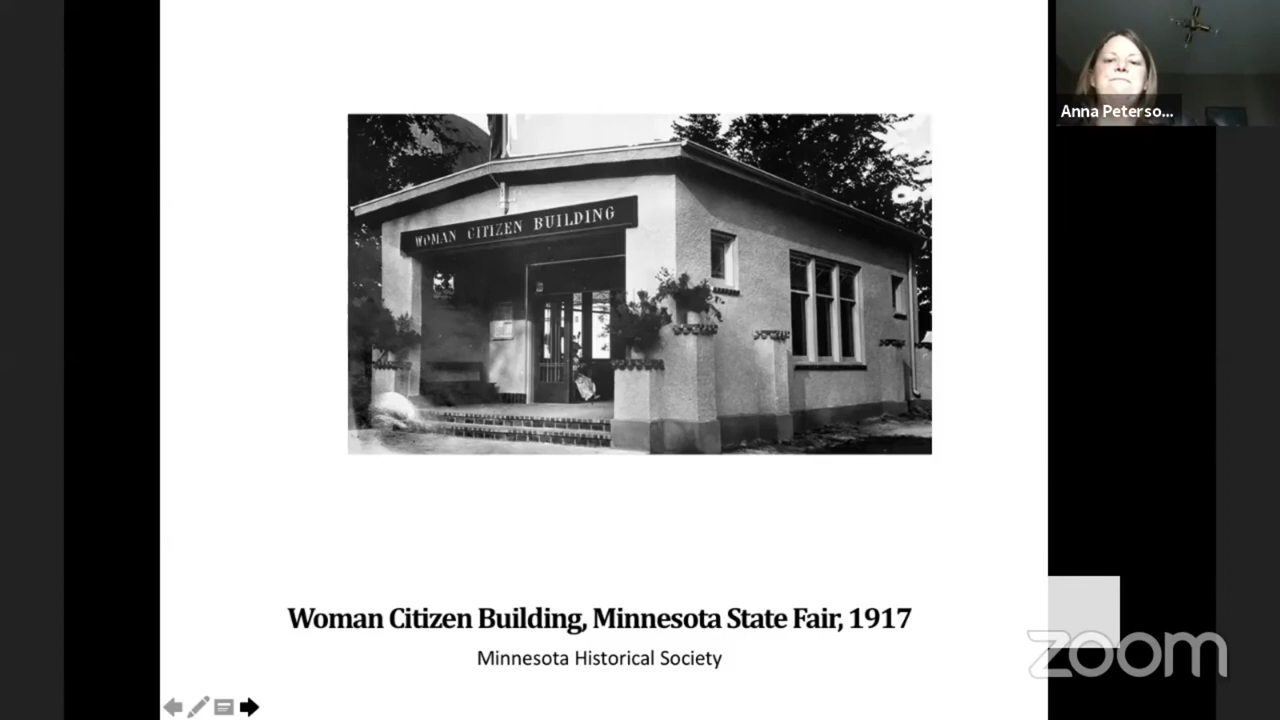 Anna Peterso...
WOMAN CITIZEN BUILDING
Woman Citizen Building, Minnesota State Fair, 1917
Minnesota Historical Society
zoom